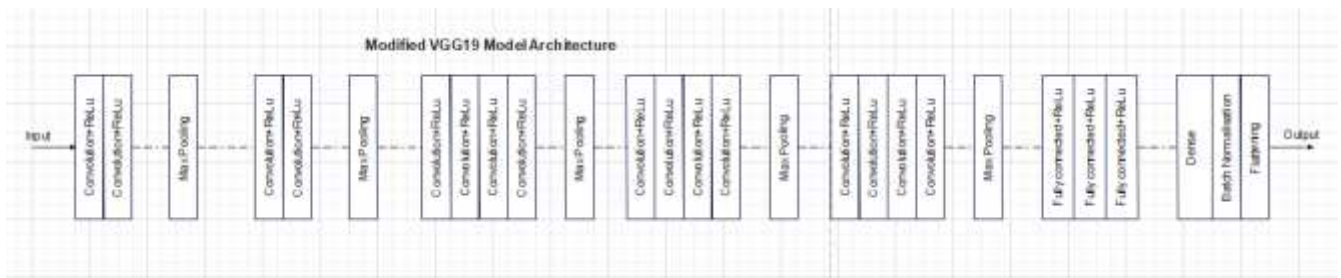 Modified VGG19 Model Architecture
Input
Convolution+ReLu
Convolution+ReLu
Max Pooling
Convolution+ReLu
Convolution+ReLu
Max Pooling
Convolution+ReLu
Convolution+ReLu
Convolution+ReLu
Convolution+ReLu
Max Pooling
Convolution+ReLu
Convolution+ReLu
Convolution+ReLu
Convolution+ReLu
Max Pooling
Convolution+ReLu
Convolution+ReLu
Convolution+ReLu
Convolution+ReLu
Max Pooling
Fully connected+ReLu
Fully connected+ReLu
Fully connected+ReLu
Dense
Batch Normalisation
Flattening
Output